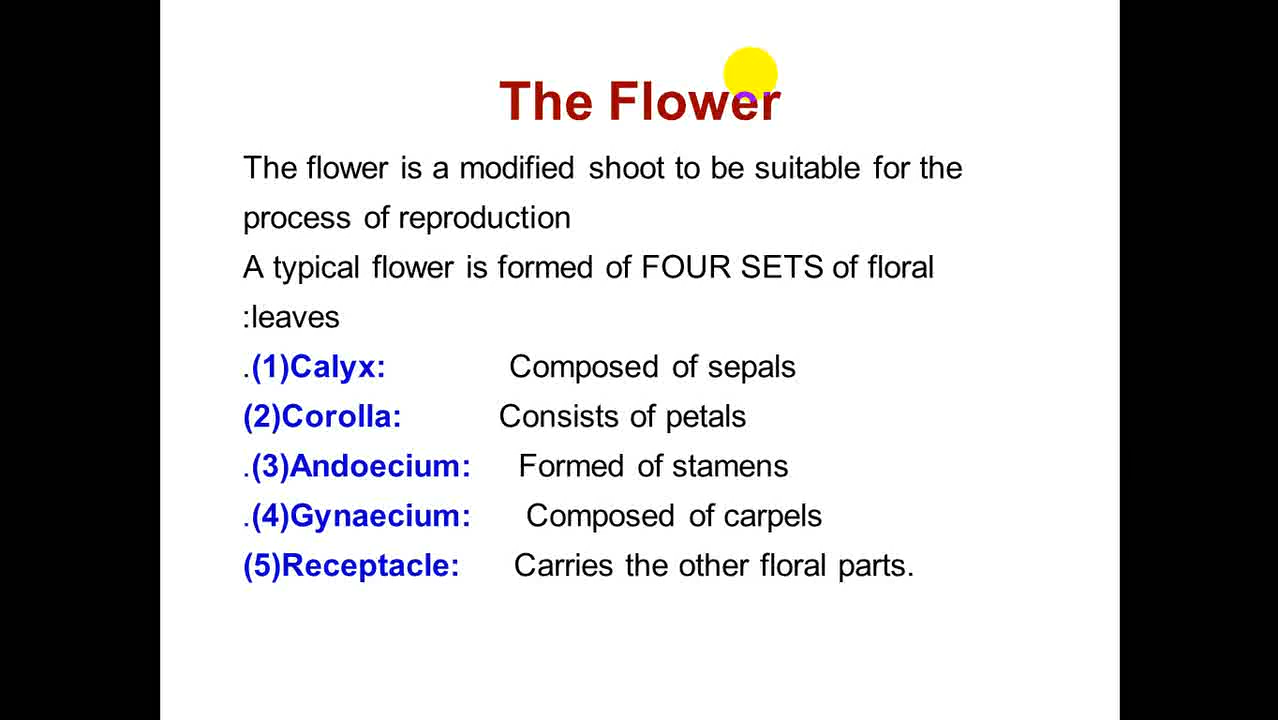 The Flower
The flower is a modified shoot to be suitable for the
process of reproduction
A typical flower is formed of FOUR SETS of floral
:leaves
.(1)Calyx: Composed of sepals
(2)Corolla: Consists of petals
.(3)Andoecium: Formed of stamens
.(4)Gynaecium: Composed of carpels
(5)Receptacle: Carries the other floral parts.